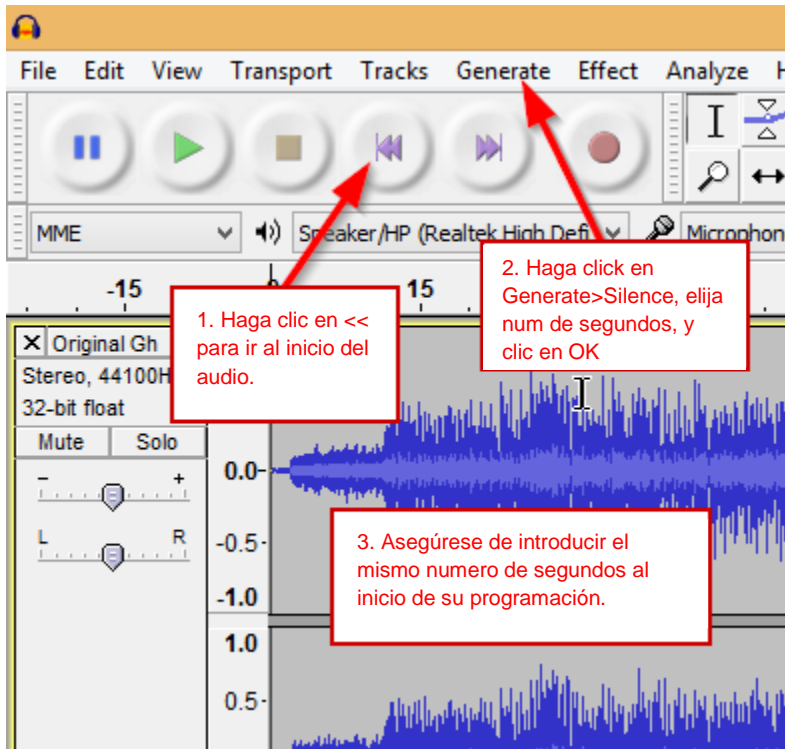 File Edit View Transport Tracks Generate Effect Analyze
MME Speaker/HP (Realtek High Defi Microphon
-15 15
1. Haga clic en <<
para ir al inicio del
audio.
2. Haga click en
Generate>Silence, elija
num de segundos, y
clic en OK
X Original Gh
Stereo, 44100H
32-bit float
Mute Solo
- +
L R
0.0-
-0.5-
-1.0
3. Asegúrese de introducir el
mismo numero de segundos al
inicio de su programación.
1.0
0.5-